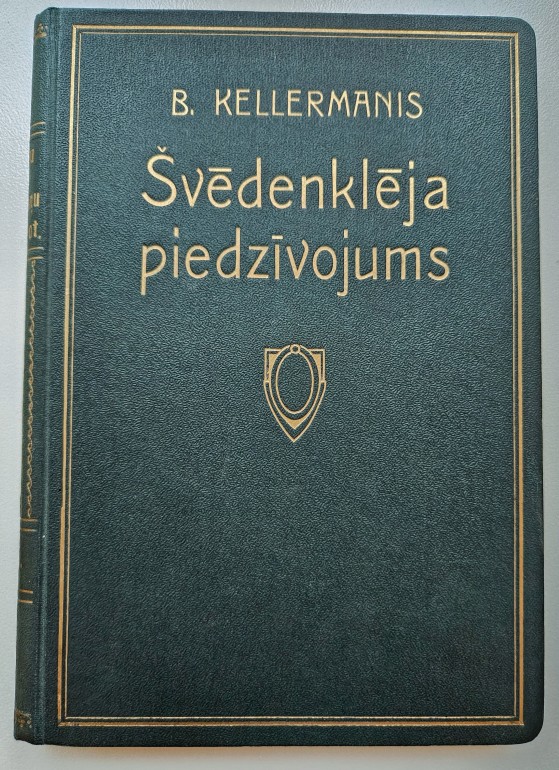 B. KELLERMANIS
Švēdenklēja
piedzīvojums